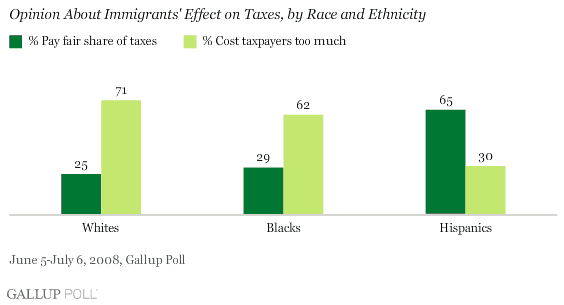 Opinion About Immigrants' Effect on Taxes, by Race and Ethnicity
% Pay fair share of taxes % Cost taxpayers too much
25 71 29 62 65 30
Whites Blacks Hispanics
June 5-July 6, 2008, Gallup Poll
GALLUP POLL